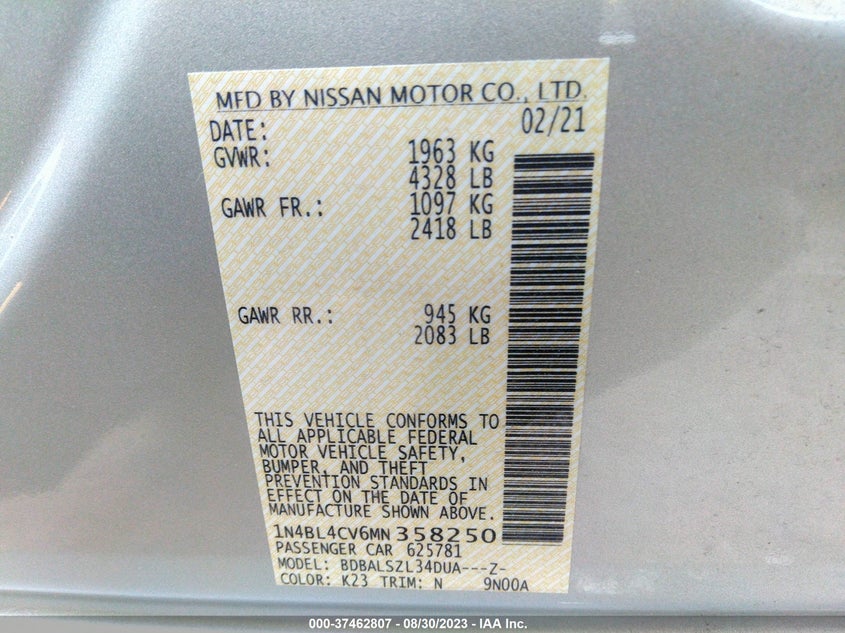 MFD BY NISSAN MOTOR CO., LTD.
DATE: 02/21
GVWR: 1963 KG
4328 LB
GAWR FR.: 1097 KG
2418 LB
GAWR RR.: 945 KG
2083 LB
THIS VEHICLE CONFORMS TO
ALL APPLICABLE FEDERAL
MOTOR VEHICLE SAFETY,
BUMPER, AND THEFT
PREVENTION STANDARDS IN
EFFECT ON THE DATE OF
MANUFACTURE SHOWN ABOVE.
1N4BL4CV6MN358250
PASSENGER CAR 625781
MODEL: BDBALSZL34DUA---Z-
COLOR: K23 TRIM: N 9N00A
000-37462807 - 08/30/2023 - IAA Inc.